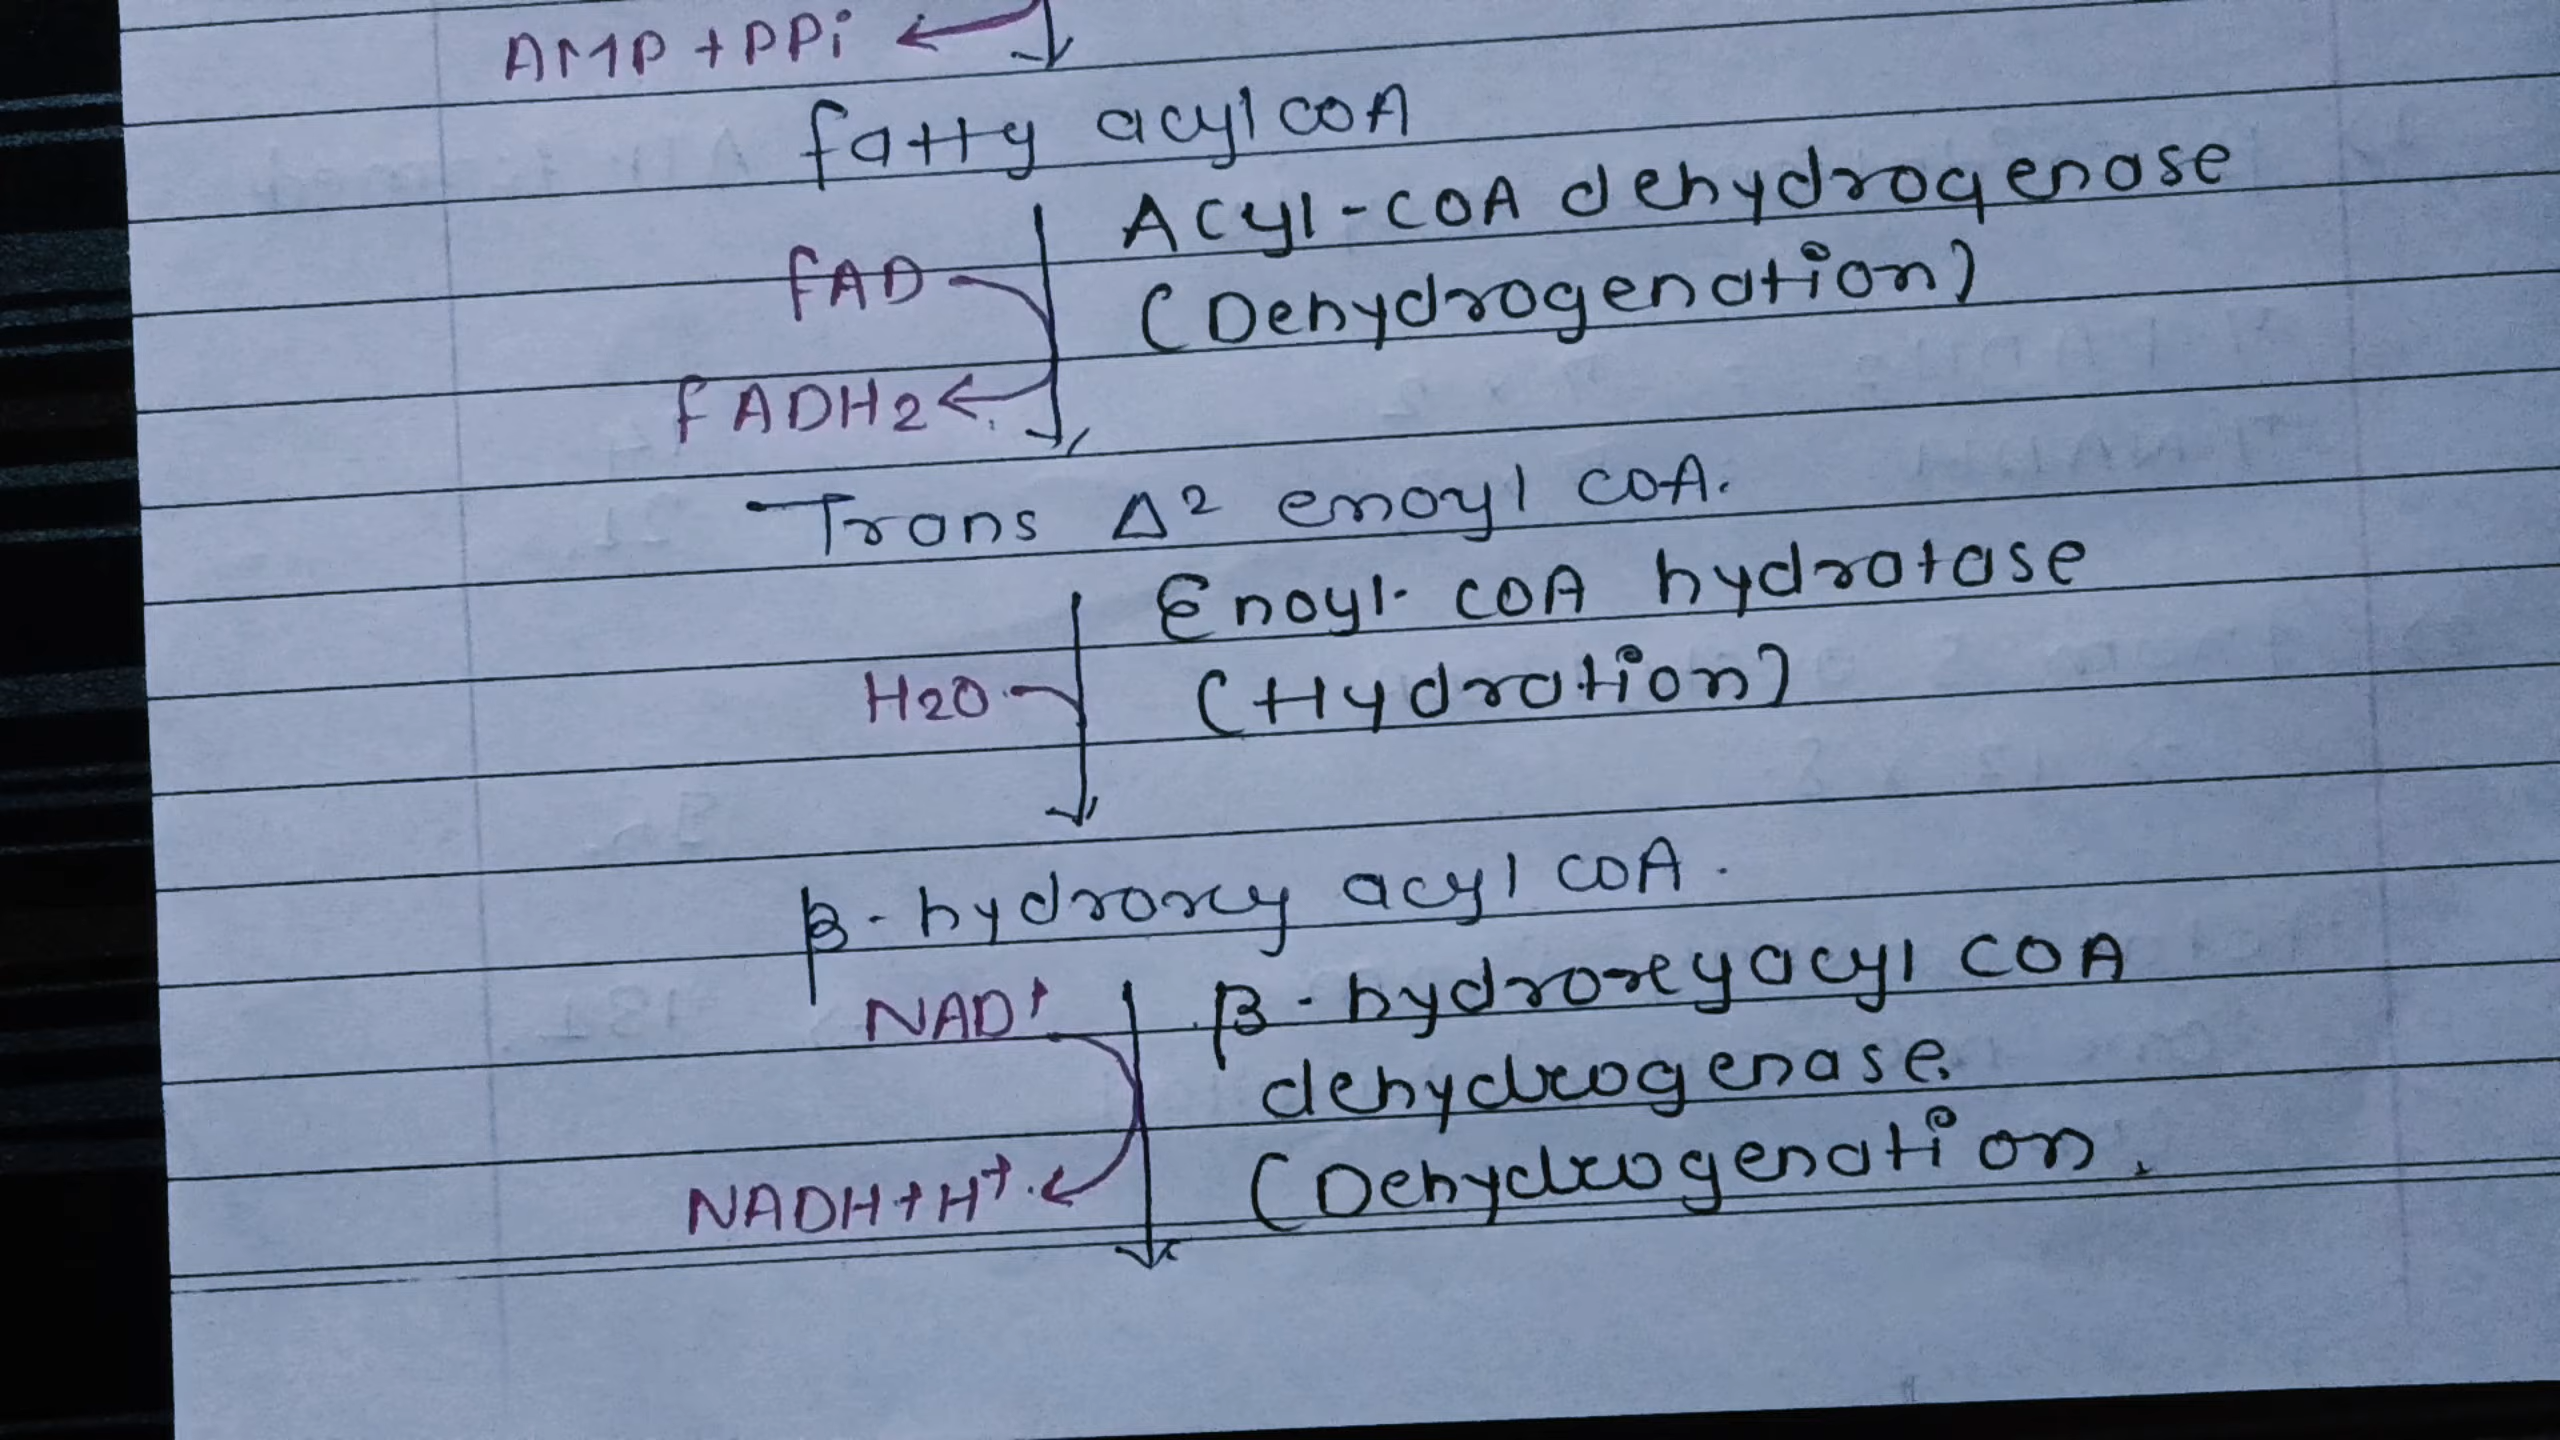 AMP + PPi
fatty acyl coA
Acyl-COA dehydrogenase
FAD
(Dehydrogenation)
FADH2
Trans Δ² enoyl COA.
Enoyl-COA hydratase
H2O
(Hydration)
β-hydroxy acyl COA.
NAD+
β-hydroxyacyl COA
dehydrogenase.
NADH+H+
(Dehydrogenation.